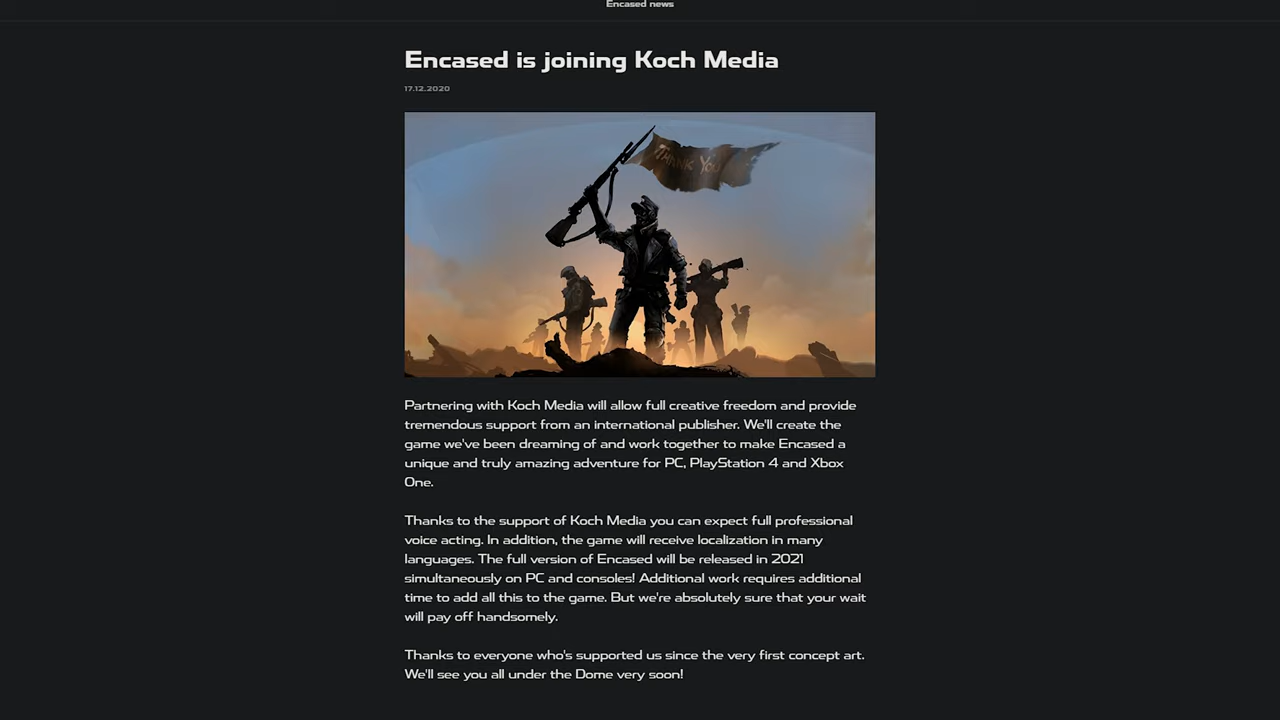 Encased news
Encased is joining Koch Media
17.12.2020
THANK YOU
Partnering with Koch Media will allow full creative freedom and provide
tremendous support from an international publisher. We'll create the
game we've been dreaming of and work together to make Encased a
unique and truly amazing adventure for PC, PlayStation 4 and Xbox
One.
Thanks to the support of Koch Media you can expect full professional
voice acting. In addition, the game will receive localization in many
languages. The full version of Encased will be released in 2021
simultaneously on PC and consoles! Additional work requires additional
time to add all this to the game. But we're absolutely sure that your wait
will pay off handsomely.
Thanks to everyone who's supported us since the very first concept art.
We'll see you all under the Dome very soon!